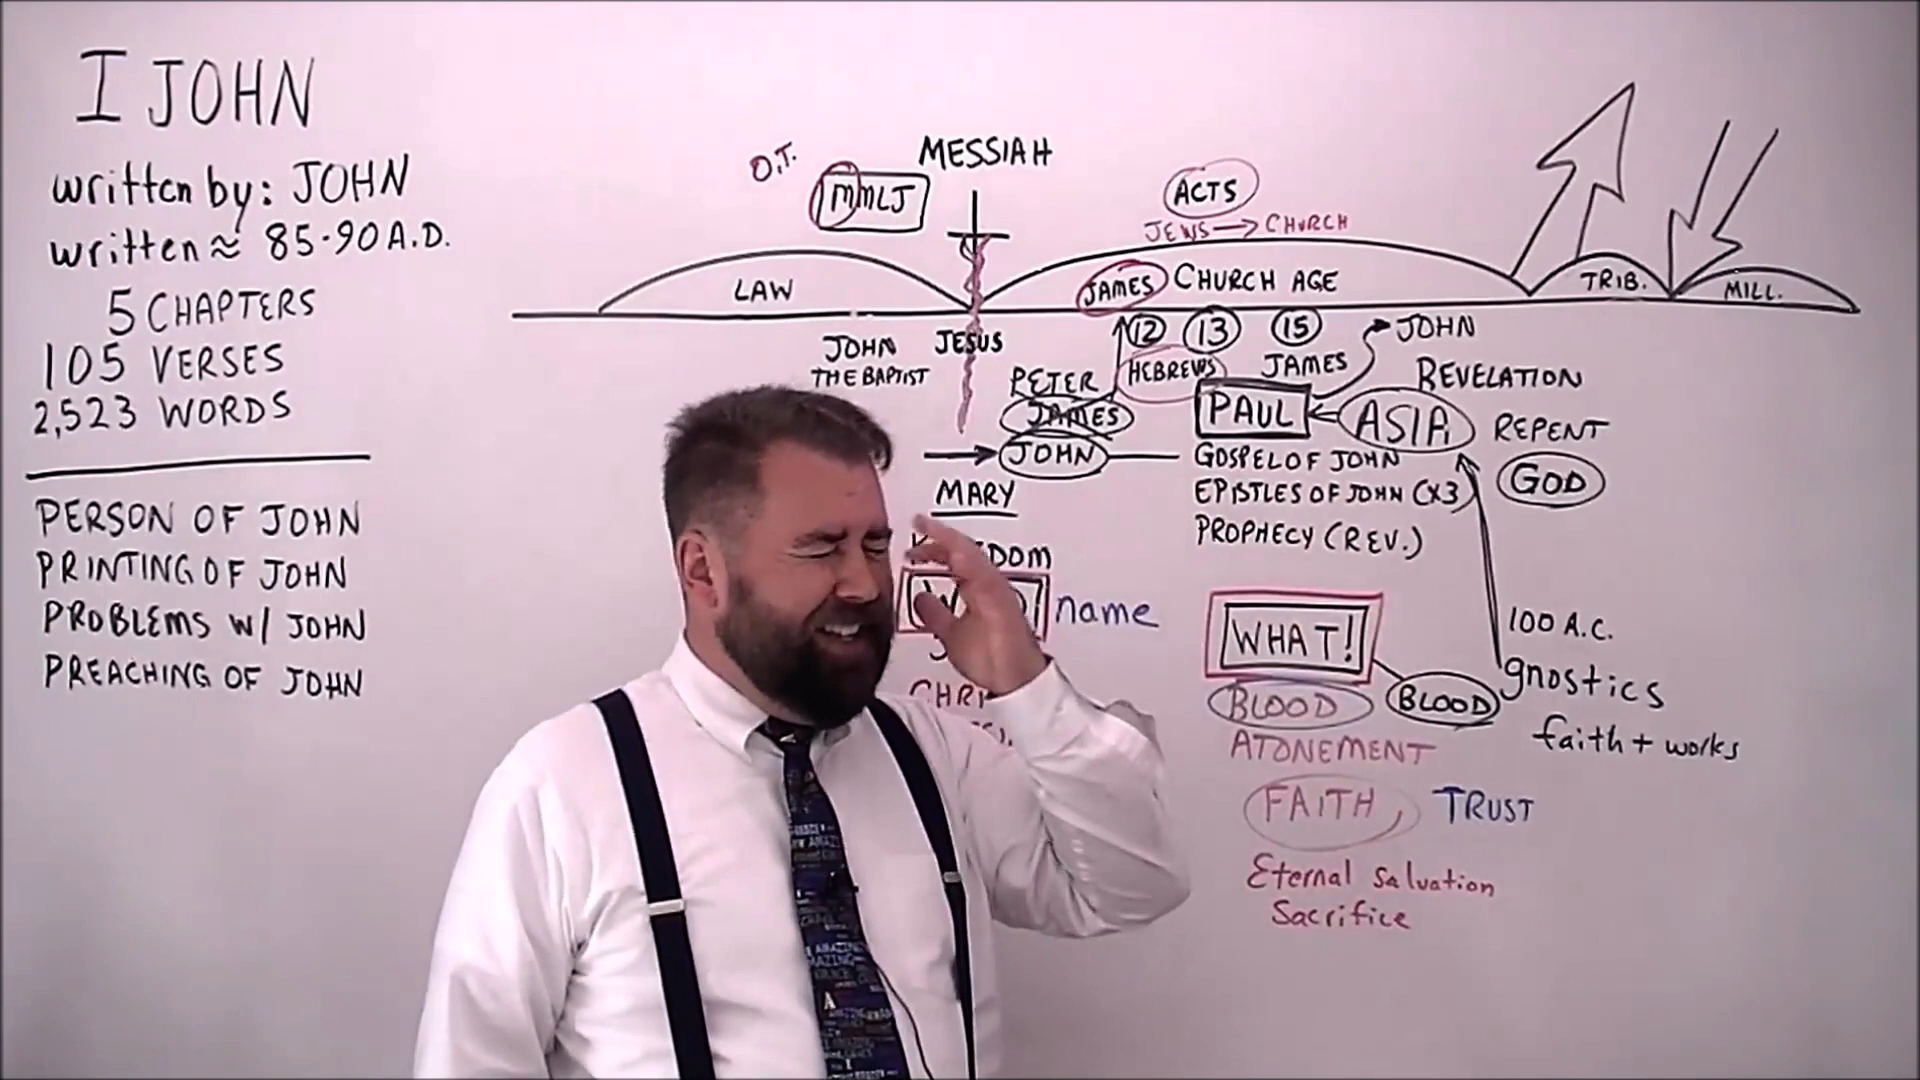 I JOHN
written by: JOHN
written ≈ 85-90 A.D.
5 CHAPTERS
105 VERSES
2,523 WORDS
PERSON OF JOHN
PRINTING OF JOHN
PROBLEMS W/ JOHN
PREACHING OF JOHN
O.T.
MMLJ
MESSIAH
ACTS
JEWS → CHURCH
LAW
JAMES CHURCH AGE
TRIB.
MILL.
JOHN
THE BAPTIST
JESUS
12 13 15
JOHN
HEBREWS
JAMES
REVELATION
PETER
JAMES
JOHN
MARY
PAUL
ASIA
REPENT
GOD
GOSPEL OF JOHN
EPISTLES OF JOHN (X3)
PROPHECY (REV.)
name
WHAT!
BLOOD
BLOOD
ATONEMENT
FAITH, TRUST
Eternal Salvation
Sacrifice
100 A.C.
gnostics
faith + works
AMAZING